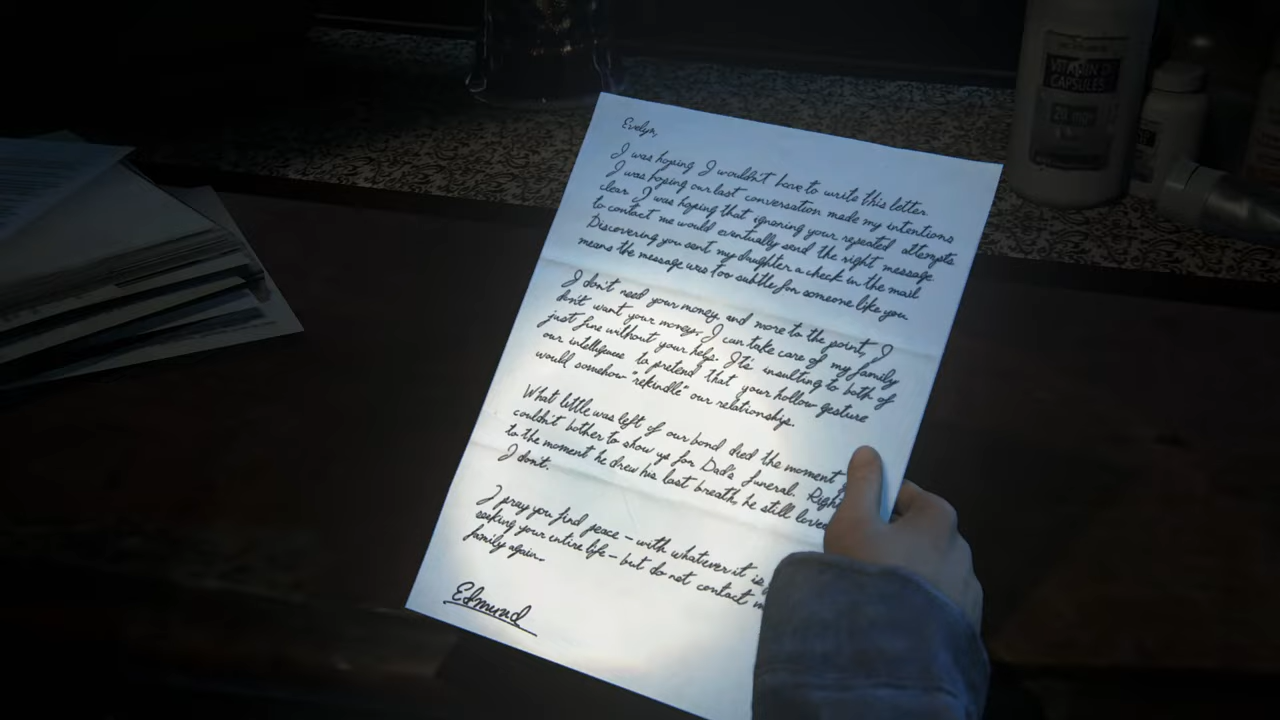 Evelyn,
I was hoping I wouldn't have to write this letter.
I was hoping our last conversation made my intentions
clear. I was hoping that ignoring your repeated attempts
to contact me would eventually send the right message.
Discovering you sent my daughter a check in the mail
means the message was too subtle for someone like you.
I don't need your money and more to the point, I
don't want your money. I can take care of my family
just fine without your help. It's insulting to both of
our intelligence to pretend that your hollow gesture
would somehow "rekindle" our relationship.
What little was left of our bond died the moment
couldn't bother to show up for Dad's funeral. Right
to the moment he drew his last breath, he still loved
I don't.
I pray you find peace - with whatever it is
seeking your entire life - but do not contact
family again.
Edmund
VITAMIN
CAPSULES